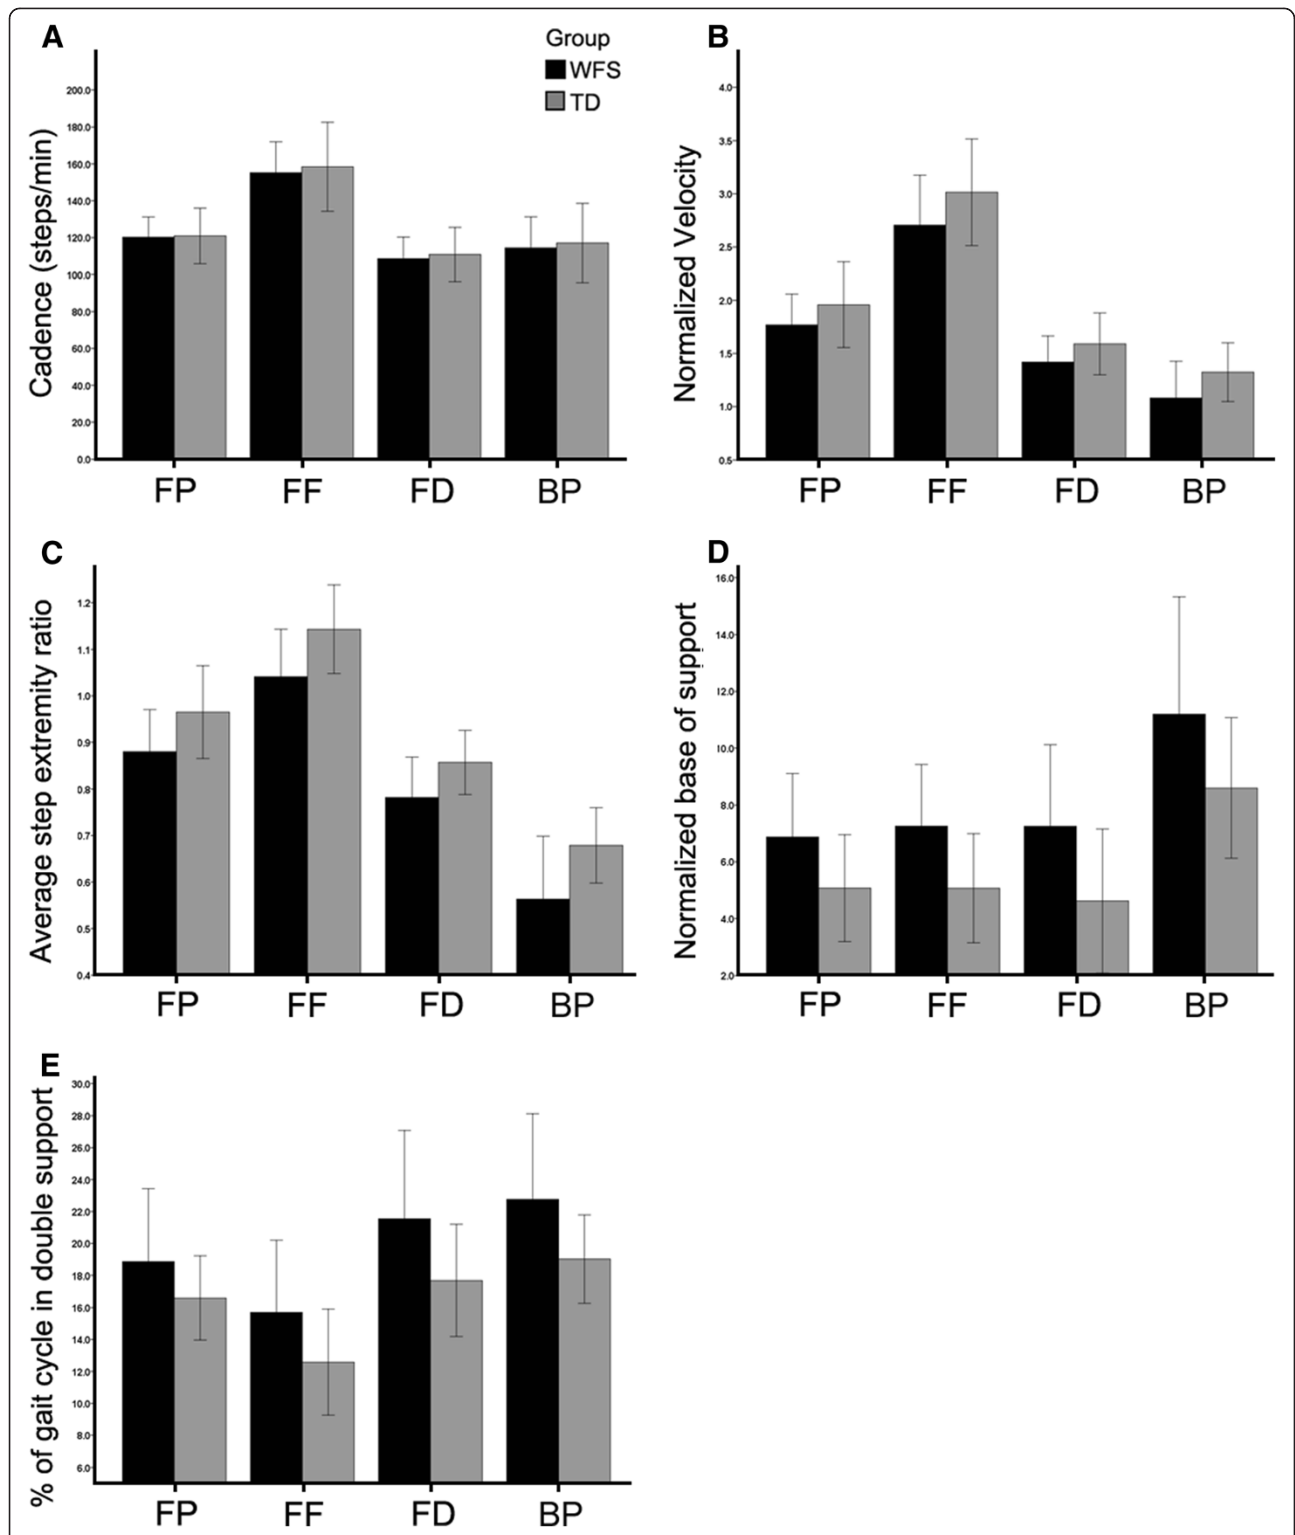 A
Group
WFS
TD
Cadence (steps/min)
200.0
180.0
160.0
140.0
120.0
100.0
80.0
60.0
40.0
20.0
0.0
FP FF FD BP
B
Normalized Velocity
4.0
3.5
3.0
2.5
2.0
1.5
1.0
0.5
FP FF FD BP
C
Average step extremity ratio
1.2
1.1
1.0
0.9
0.8
0.7
0.6
0.5
0.4
FP FF FD BP
D
Normalized base of support
16.0
14.0
12.0
10.0
8.0
6.0
4.0
2.0
FP FF FD BP
E
% of gait cycle in double support
30.0
28.0
26.0
24.0
22.0
20.0
18.0
16.0
14.0
12.0
10.0
8.0
6.0
FP FF FD BP